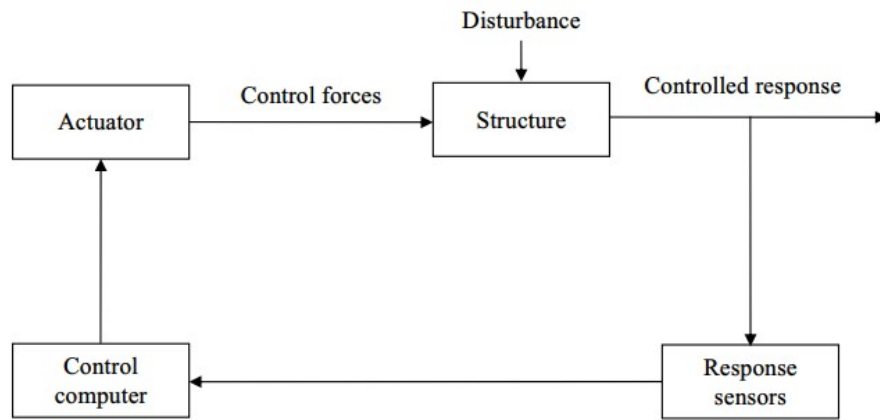 Disturbance
Control forces
Controlled response
Actuator
Structure
Control
computer
Response
sensors